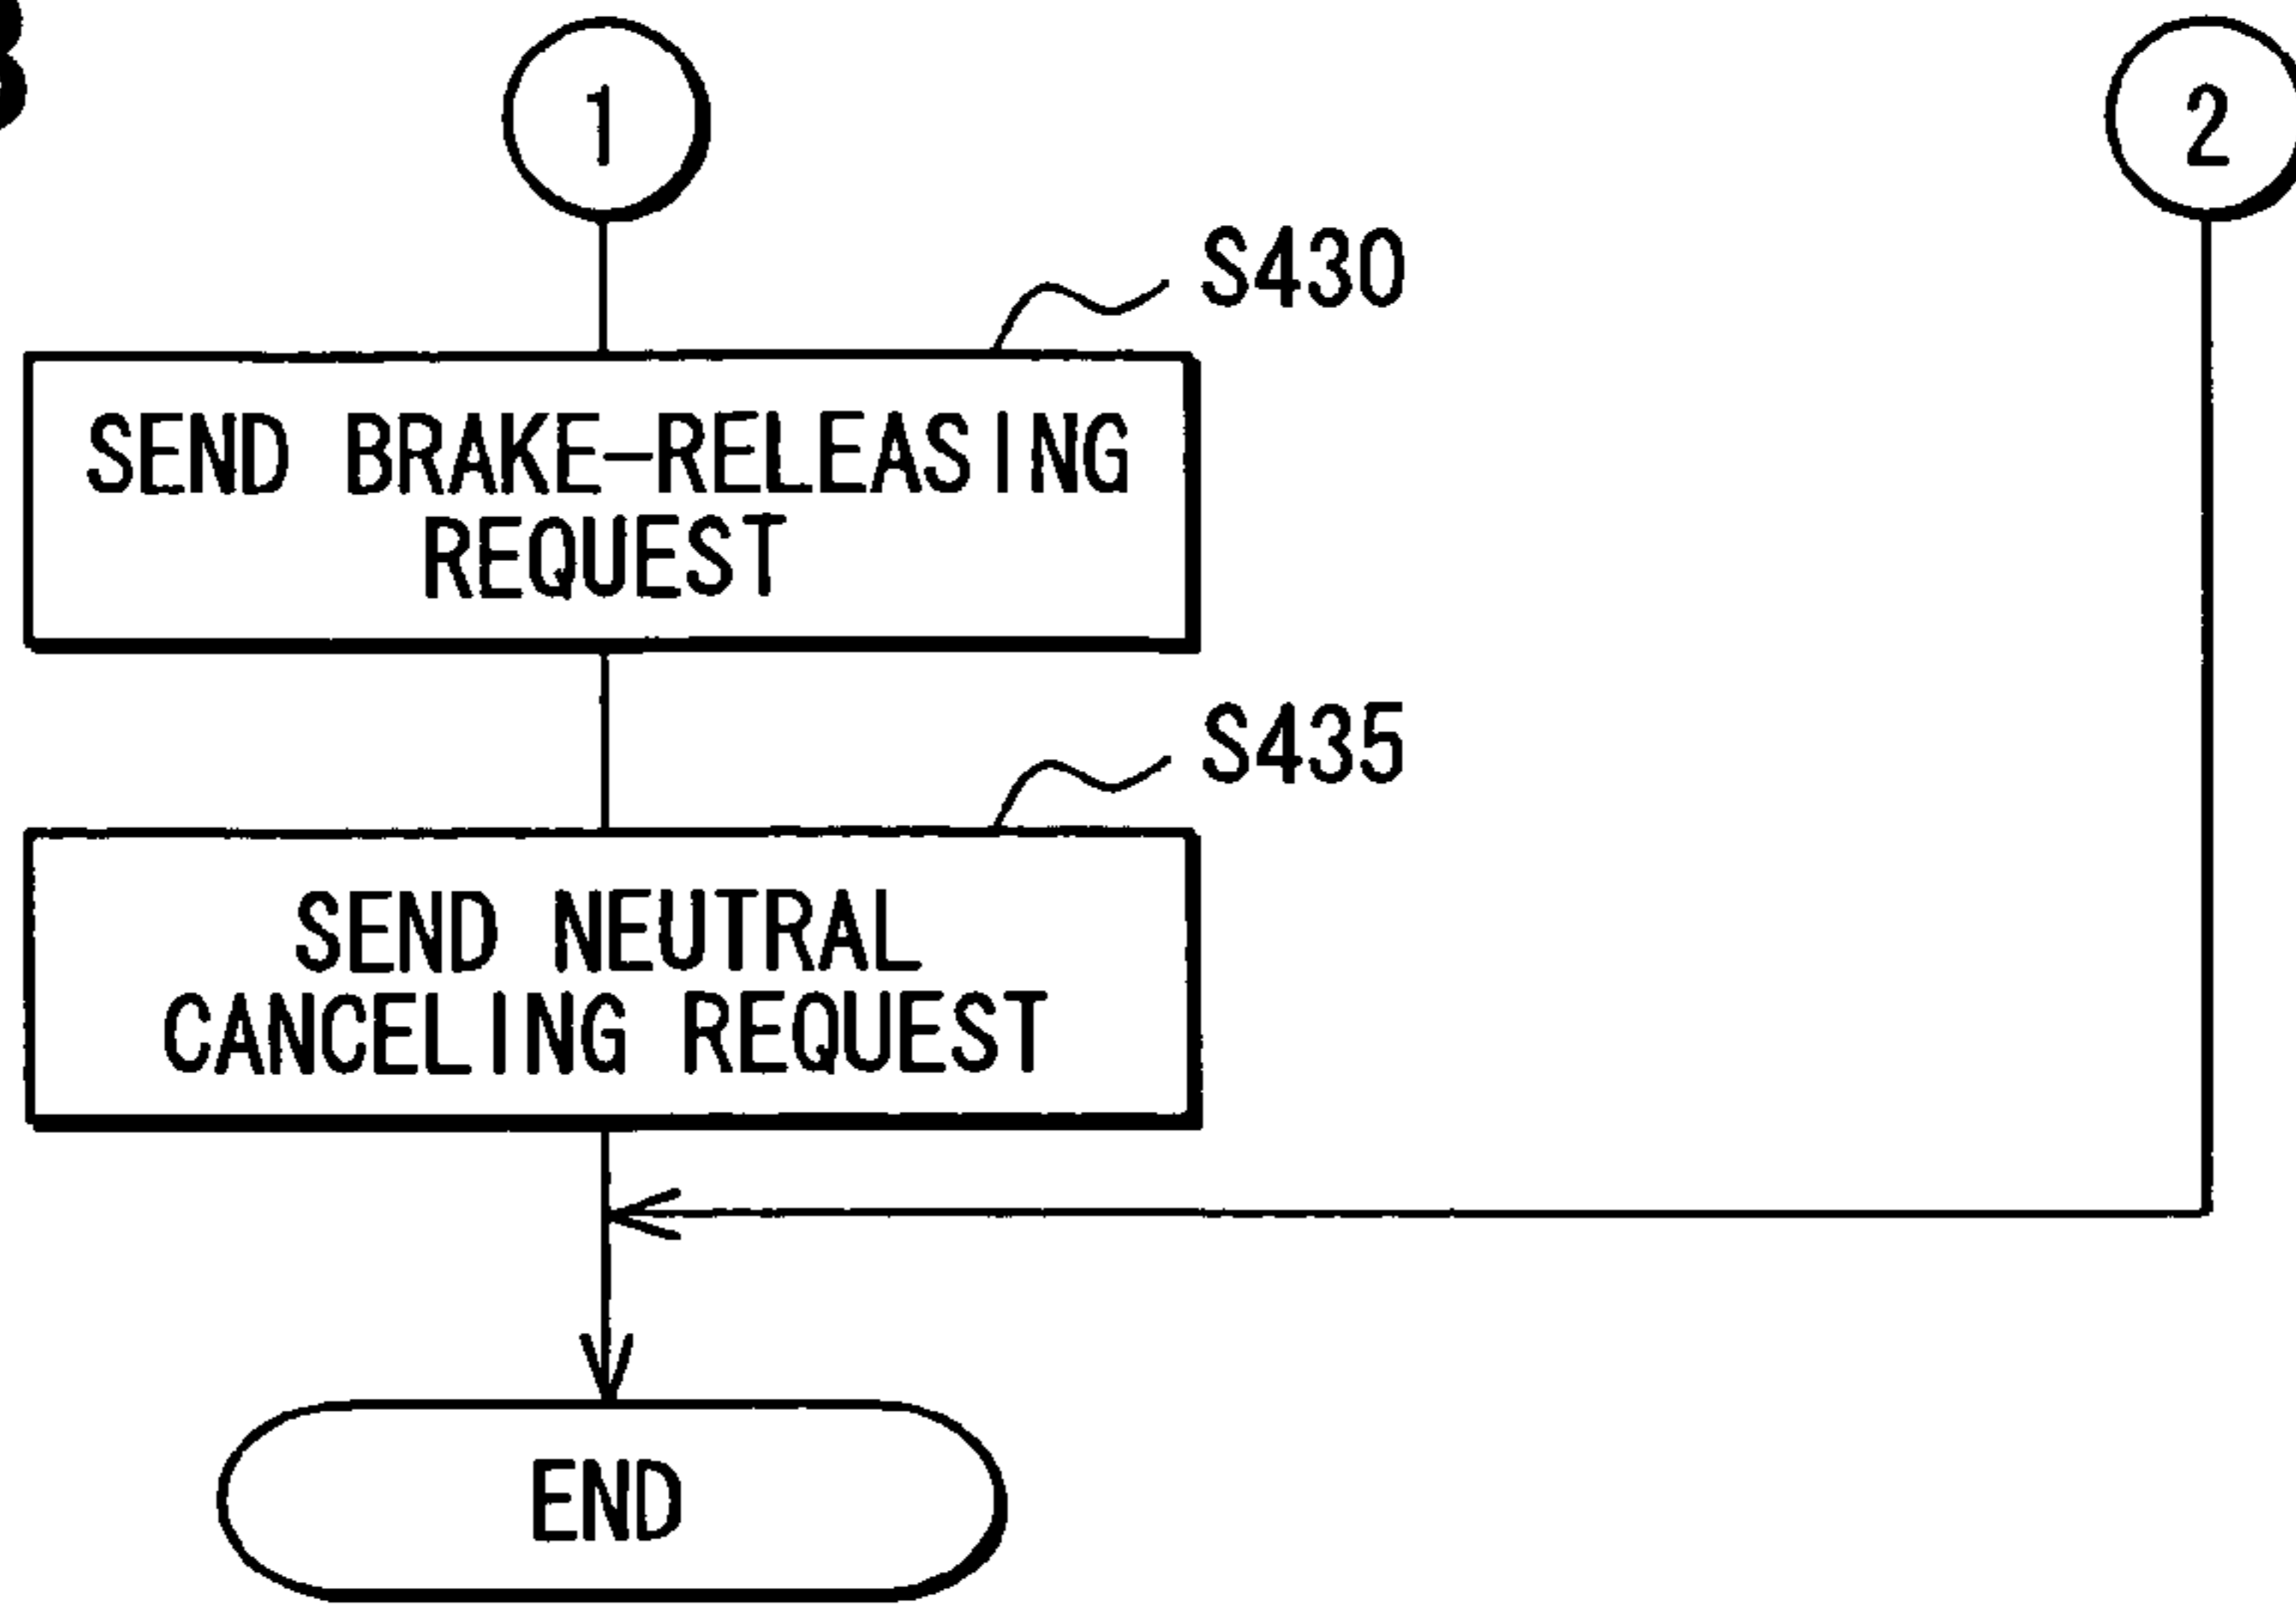 1
2
S430
SEND BRAKE-RELEASING
REQUEST
S435
SEND NEUTRAL
CANCELING REQUEST
END